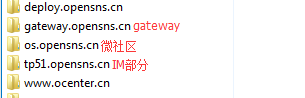 deploy.opensns.cn
gateway.opensns.cn gateway
os.opensns.cn 微社区
tp51.opensns.cn IM部分
www.ocenter.cn